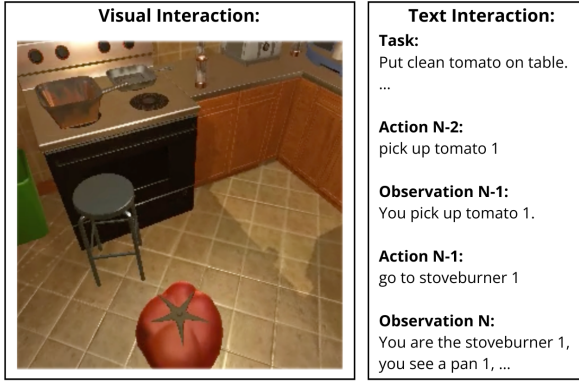 Visual Interaction:
Text Interaction:
Task:
Put clean tomato on table.
...
Action N-2:
pick up tomato 1
Observation N-1:
You pick up tomato 1.
Action N-1:
go to stoveburner 1
Observation N:
You are the stoveburner 1,
you see a pan 1, ...